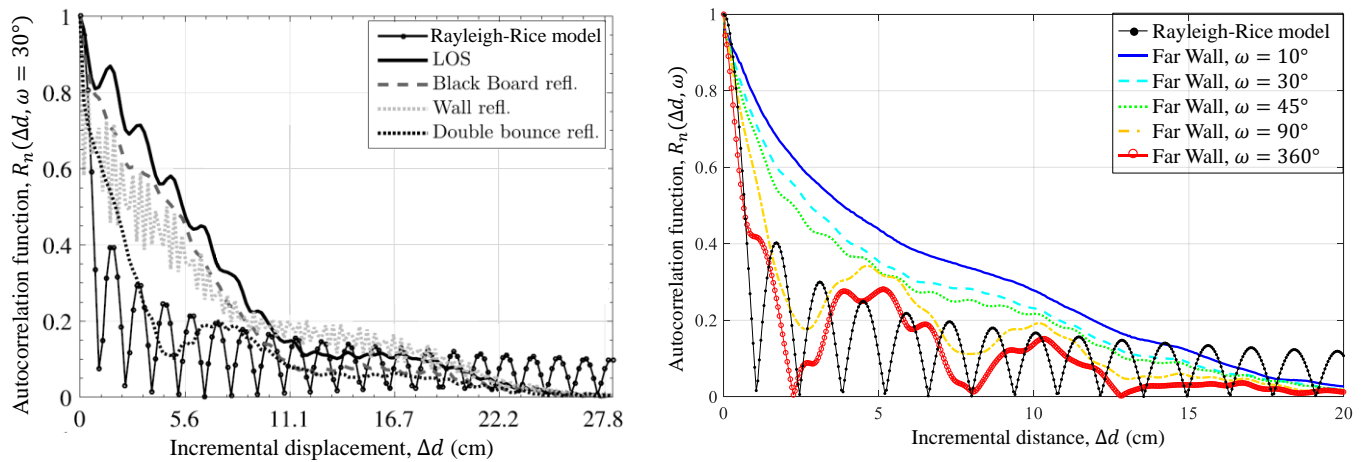 Autocorrelation function, R_n(Δd, ω = 30°)
1
0.8
0.6
0.4
0.2
0
0
5.6
11.1
16.7
22.2
27.8
Incremental displacement, Δd (cm)
Rayleigh-Rice model
LOS
Black Board refl.
Wall refl.
Double bounce refl.
Autocorrelation function, R_n(Δd, ω)
1
0.8
0.6
0.4
0.2
0
0
5
10
15
20
Incremental distance, Δd (cm)
Rayleigh-Rice model
Far Wall, ω = 10°
Far Wall, ω = 30°
Far Wall, ω = 45°
Far Wall, ω = 90°
Far Wall, ω = 360°